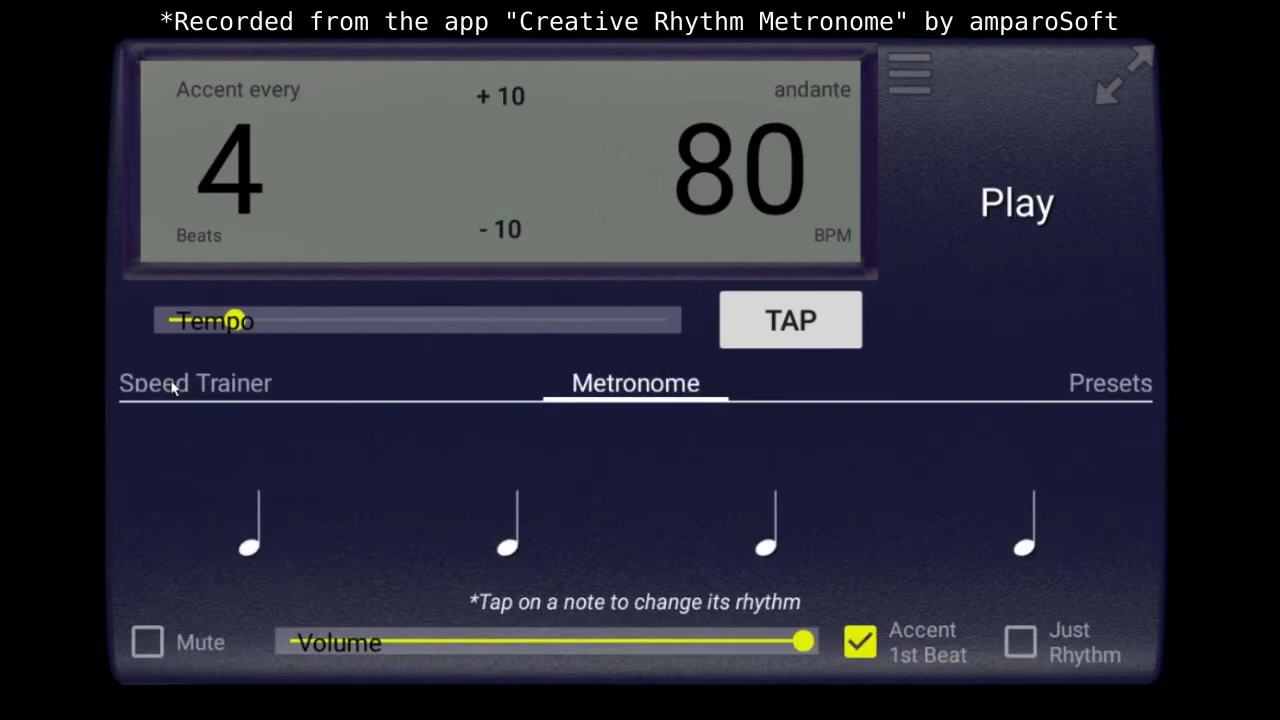 *Recorded from the app "Creative Rhythm Metronome" by amparoSoft
Accent every
+ 10
andante
4
80
Beats
- 10
BPM
Play
Tempo
TAP
Speed Trainer
Metronome
Presets
*Tap on a note to change its rhythm
Mute
Volume
Accent
1st Beat
Just
Rhythm